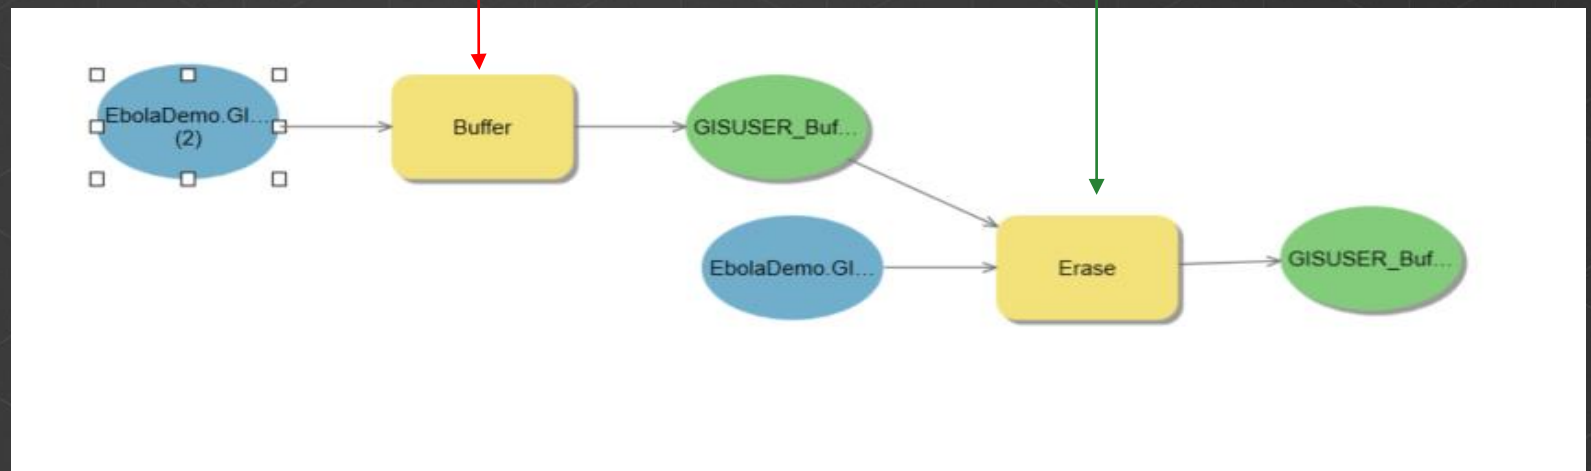 EbolaDemo.GI...
(2)
Buffer
GISUSER_Buf...
EbolaDemo.GI...
Erase
GISUSER_Buf...